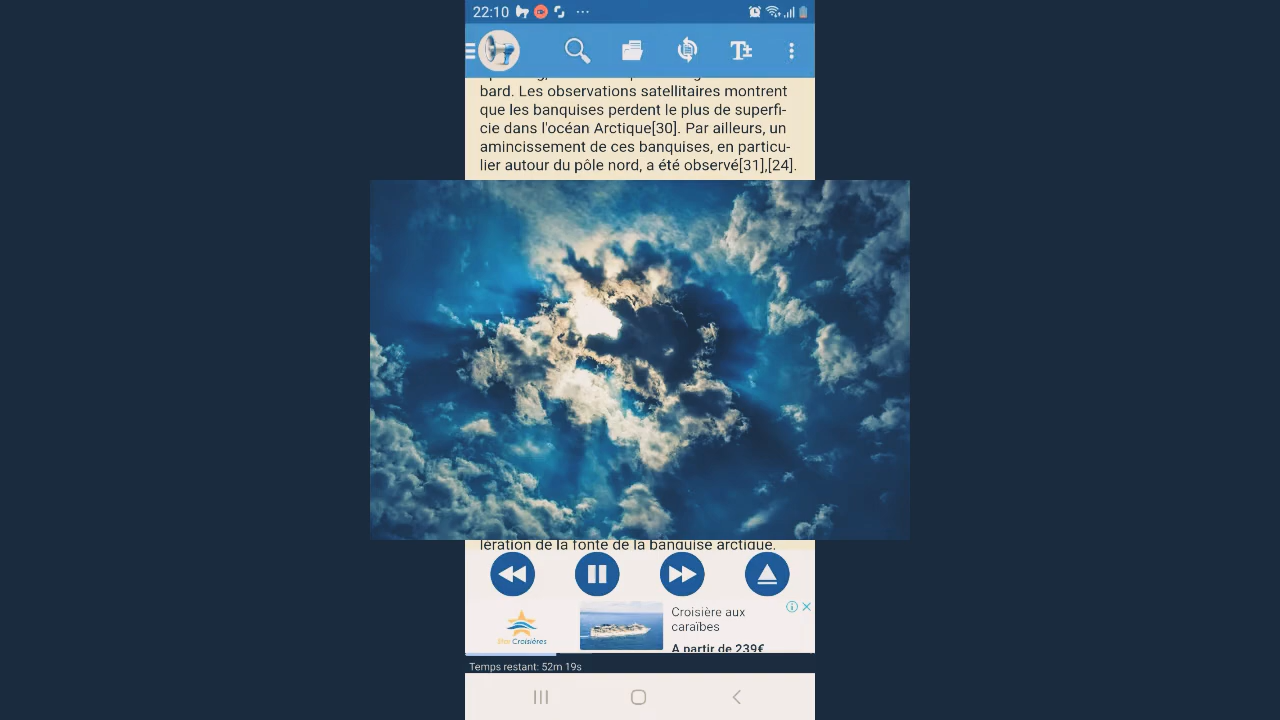 22:10
bard. Les observations satellitaires montrent
que les banquises perdent le plus de superfi-
cie dans l'océan Arctique[30]. Par ailleurs, un
amincissement de ces banquises, en particu-
lier autour du pôle nord, a été observé[31],[24].
lération de la fonte de la banquise arctique.
Croisières
Croisière aux
caraïbes
A partir de 239€
Temps restant: 52m 19s